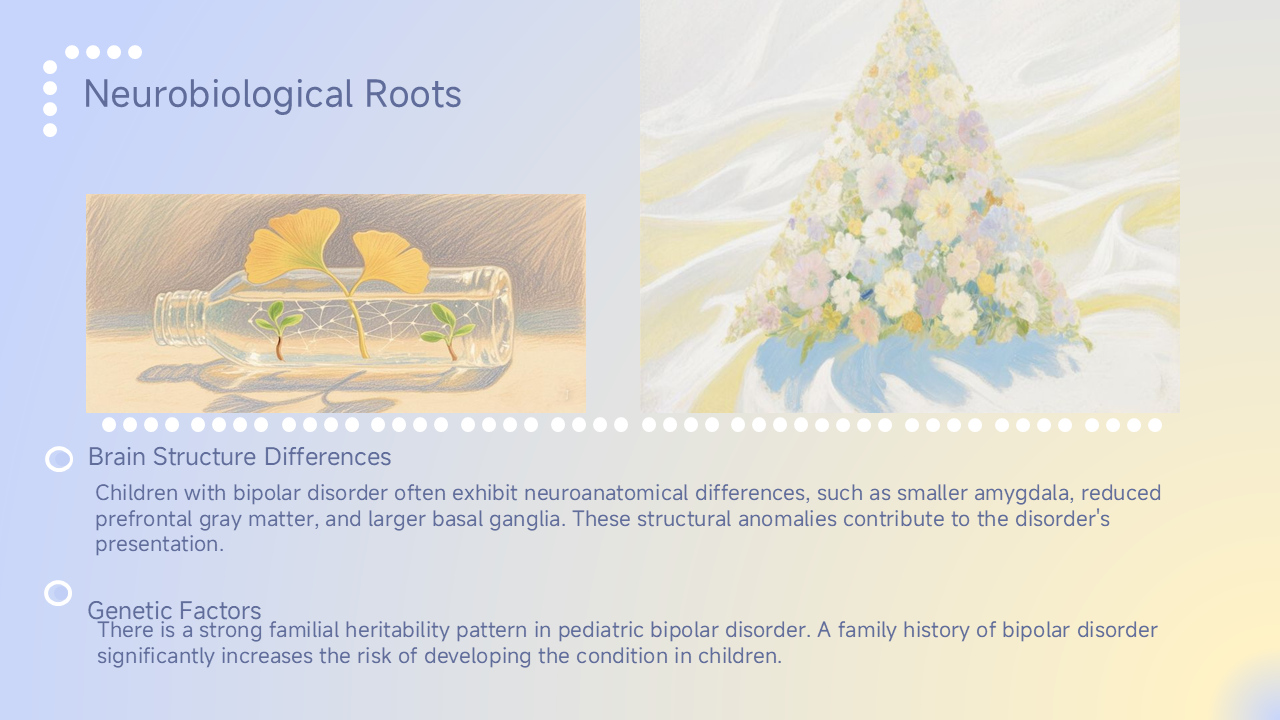 Neurobiological Roots
Brain Structure Differences
Children with bipolar disorder often exhibit neuroanatomical differences, such as smaller amygdala, reduced
prefrontal gray matter, and larger basal ganglia. These structural anomalies contribute to the disorder's
presentation.
Genetic Factors
There is a strong familial heritability pattern in pediatric bipolar disorder. A family history of bipolar disorder
significantly increases the risk of developing the condition in children.